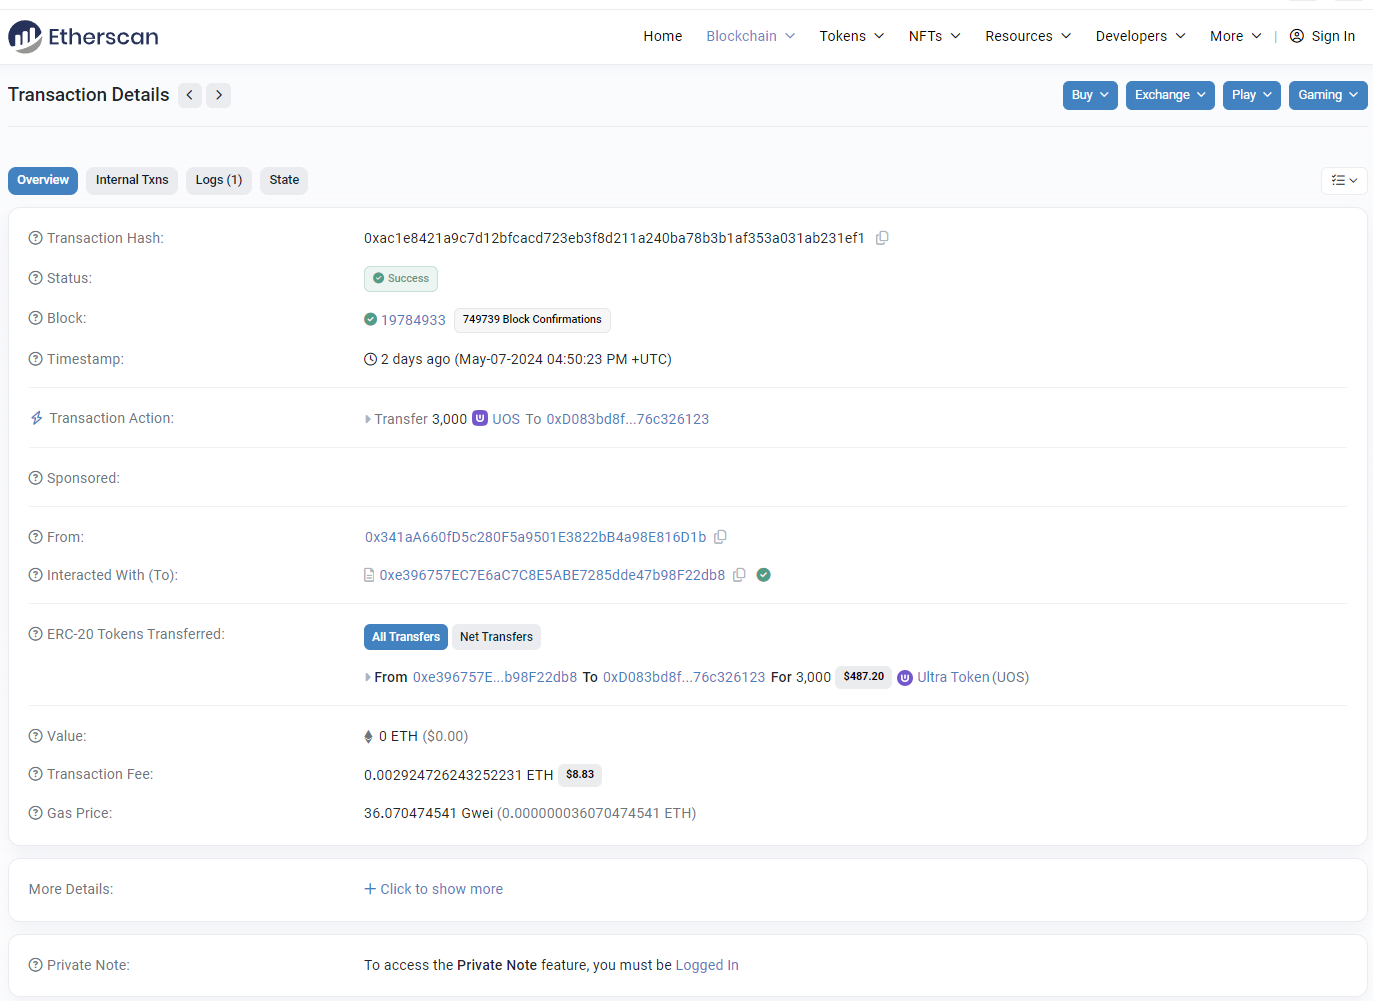 Etherscan
Home Blockchain Tokens NFTs Resources Developers More | Sign In
Transaction Details
Buy Exchange Play Gaming
Overview Internal Txns Logs (1) State
Transaction Hash: 0xac1e8421a9c7d12bfcacd723eb3f8d211a240ba78b3b1af353a031ab231ef1
Status: Success
Block: 19784933 749739 Block Confirmations
Timestamp: 2 days ago (May-07-2024 04:50:23 PM +UTC)
Transaction Action: Transfer 3,000 UOS To 0xD083bd8f...76c326123
Sponsored:
From: 0x341aA660fD5c280F5a9501E3822bB4a98E816D1b
Interacted With (To): 0xe396757EC7E6aC7C8E5ABE7285dde47b98F22db8
ERC-20 Tokens Transferred: All Transfers Net Transfers
From 0xe396757E...b98F22db8 To 0xD083bd8f...76c326123 For 3,000 $487.20 Ultra Token (UOS)
Value: 0 ETH ($0.00)
Transaction Fee: 0.002924726243252231 ETH $8.83
Gas Price: 36.070474541 Gwei (0.000000036070474541 ETH)
More Details: + Click to show more
Private Note: To access the Private Note feature, you must be Logged In